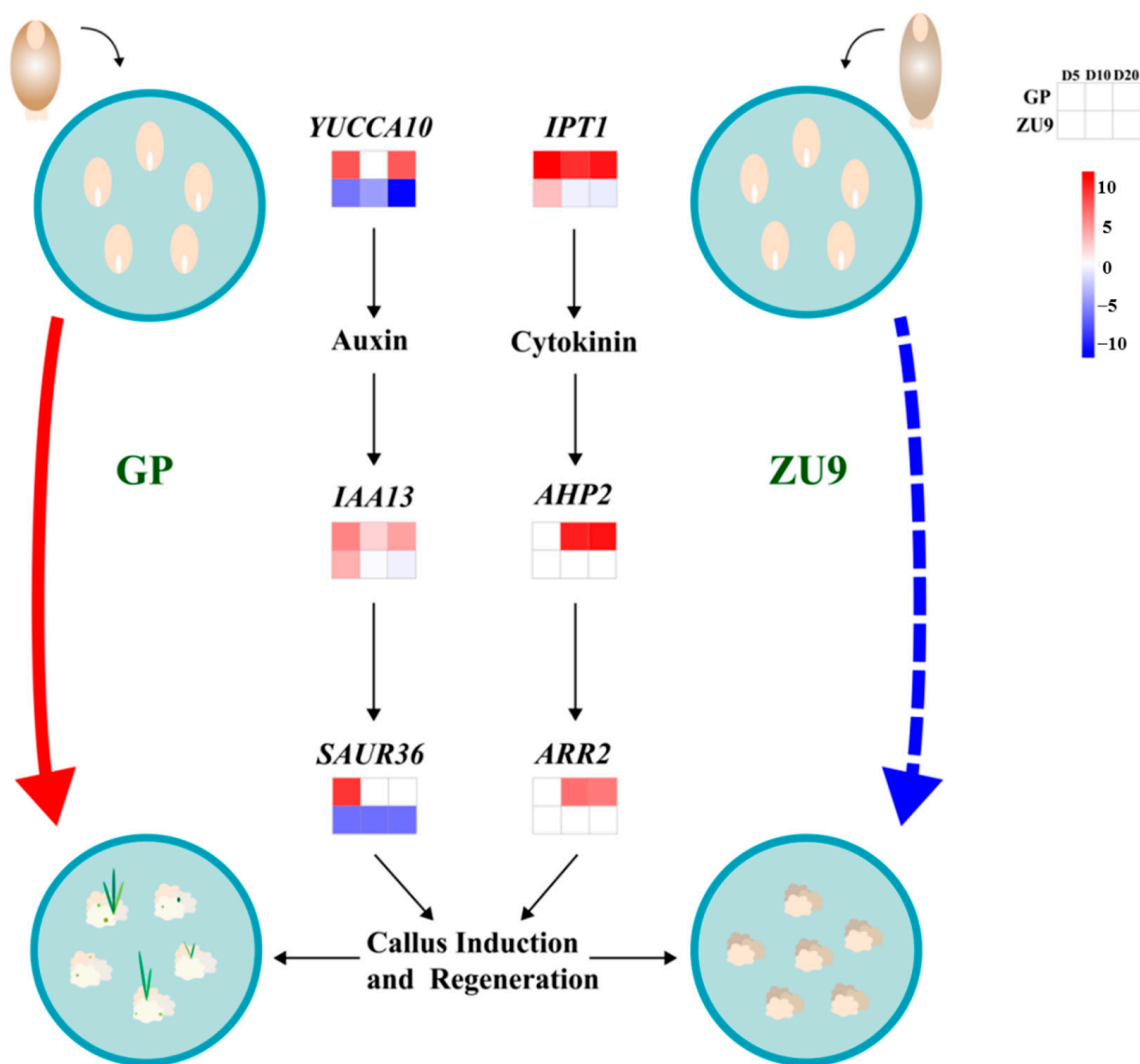 D5 D10 D20
GP
ZU9
YUCCA10
IPT1
10
5
0
−5
−10
Auxin
Cytokinin
GP
ZU9
IAA13
AHP2
SAUR36
ARR2
Callus Induction
and Regeneration